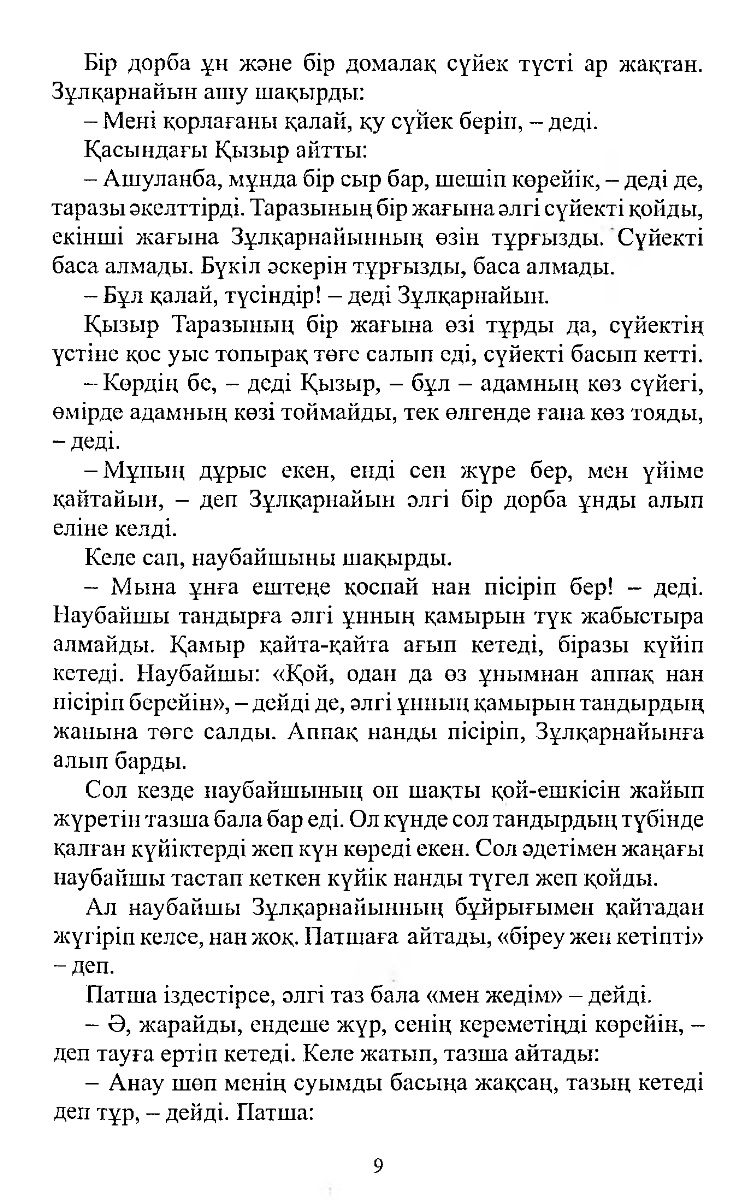 Бір дорба ұн және бір домалақ сүйек түсті ар жақтан.
Зұлқарнайын ашу шақырды:
– Мені қорлағаны қалай, қу сүйек беріп, – деді.
Қасындағы Қызыр айтты:
– Ашуланба, мұнда бір сыр бар, шешіп көрейік, – деді де,
таразы әкелттірді. Таразының бір жағына әлгі сүйекті қойды,
екінші жағына Зұлқарнайынның өзін тұрғызды. Сүйекті
баса алмады. Бүкіл әскерін тұрғызды, баса алмады.
– Бұл қалай, түсіндір! – деді Зұлқарнайын.
Қызыр Таразының бір жағына өзі тұрды да, сүйектің
үстіне қос уыс топырақ төге салып еді, сүйекті басып кетті.
– Көрдің бе, – деді Қызыр, – бұл – адамның көз сүйегі,
өмірде адамның көзі тоймайды, тек өлгенде ғана көз тояды,
– деді.
– Мұның дұрыс екен, енді сен жүре бер, мен үйіме
қайтайын, – деп Зұлқарнайын әлгі бір дорба ұнды алып
еліне келді.
Келе сап, наубайшыны шақырды.
– Мына ұнға ештеңе қоспай нан пісіріп бер! – деді.
Наубайшы тандырға әлгі ұнның қамырын түк жабыстыра
алмайды. Қамыр қайта-қайта ағып кетеді, біразы күйіп
кетеді. Наубайшы: «Қой, одан да өз ұнымнан аппақ нан
пісіріп берейін», – дейді де, әлгі ұнның қамырын тандырдың
жанына төге салды. Аппақ нанды пісіріп, Зұлқарнайынға
алып барды.
Сол кезде наубайшының он шақты қой-ешкісін жайып
жүретін тазша бала бар еді. Ол күнде сол тандырдың түбінде
қалған күйіктерді жеп күн көреді екен. Сол әдетімен жаңағы
наубайшы тастап кеткен күйік нанды түгел жеп қойды.
Ал наубайшы Зұлқарнайынның бұйрығымен қайтадан
жүгіріп келсе, нан жоқ. Патшаға айтады, «біреу жеп кетіпті»
– деп.
Патша іздестірсе, әлгі таз бала «мен жедім» – дейді.
– Ә, жарайды, ендеше жүр, сенің кереметіңді көрейін, –
деп тауға ертіп кетеді. Келе жатып, тазша айтады:
– Анау шөп менің суымды басыңа жақсаң, тазың кетеді
деп тұр, – дейді. Патша:
9